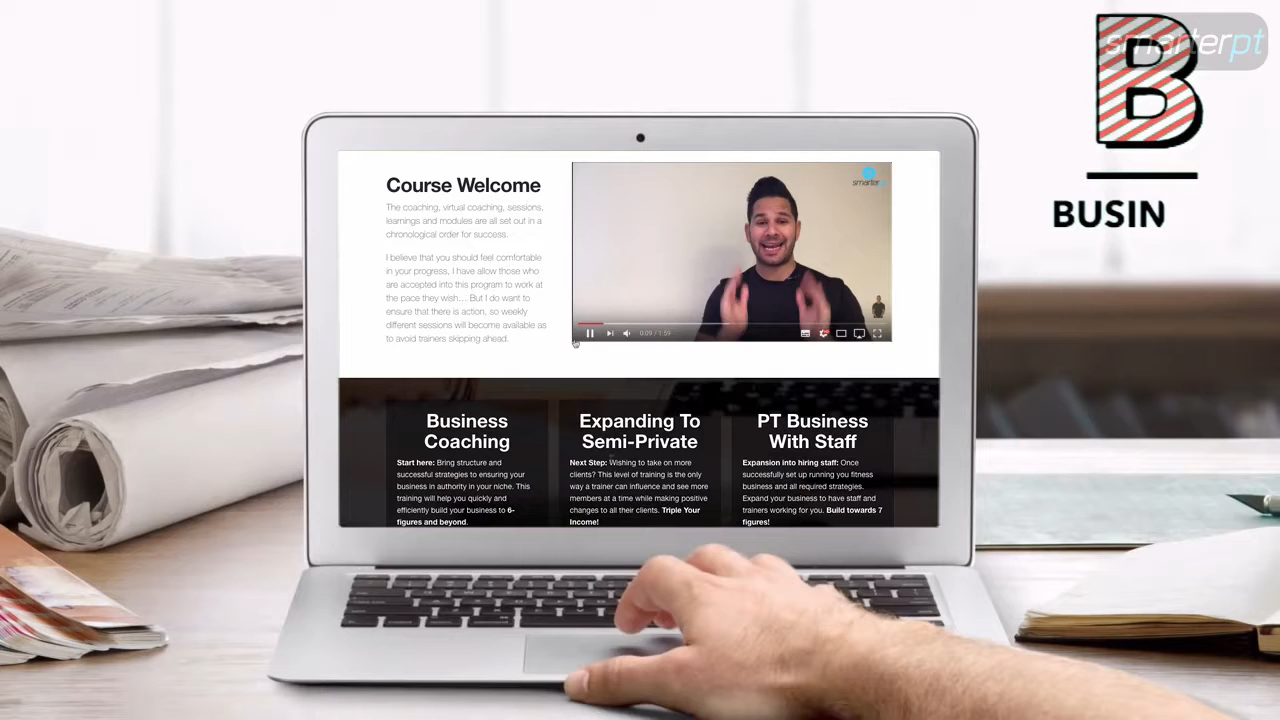 B
smarterpt
BUSIN
Course Welcome
The coaching, virtual coaching, sessions,
learnings and modules are all set out in a
chronological order for success.
I believe that you should feel comfortable
in your progress, I have allow those who
are accepted into this program to work at
the pace they wish... But I do want to
ensure that there is action, so weekly
different sessions will become available as
to avoid trainers skipping ahead.
smarterpt
0:09 / 1:59
Business
Coaching
Start here: Bring structure and
successful strategies to ensuring your
business in authority in your niche. This
training will help you quickly and
efficiently build your business to 6-
figures and beyond.
Expanding To
Semi-Private
Next Step: Wishing to take on more
clients? This level of training is the only
way a trainer can influence and see more
members at a time while making positive
changes to all their clients. Triple Your
Income!
PT Business
With Staff
Expansion into hiring staff: Once
successfully set up running you fitness
business and all required strategies.
Expand your business to have staff and
trainers working for you. Build towards 7
figures!